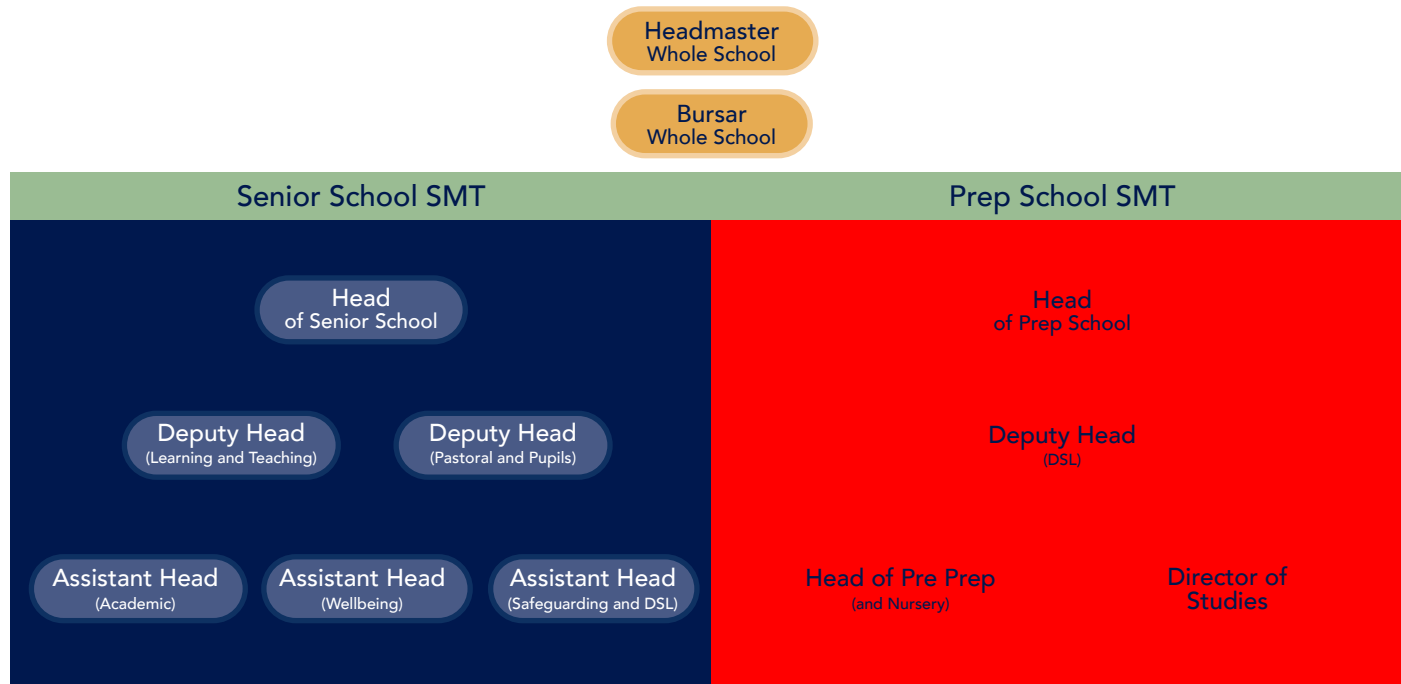 Headmaster
Whole School
Bursar
Whole School
Senior School SMT
Prep School SMT
Head
of Senior School
Head
of Prep School
Deputy Head
(Learning and Teaching)
Deputy Head
(Pastoral and Pupils)
Deputy Head
(DSL)
Assistant Head
(Academic)
Assistant Head
(Wellbeing)
Assistant Head
(Safeguarding and DSL)
Head of Pre Prep
(and Nursery)
Director of
Studies